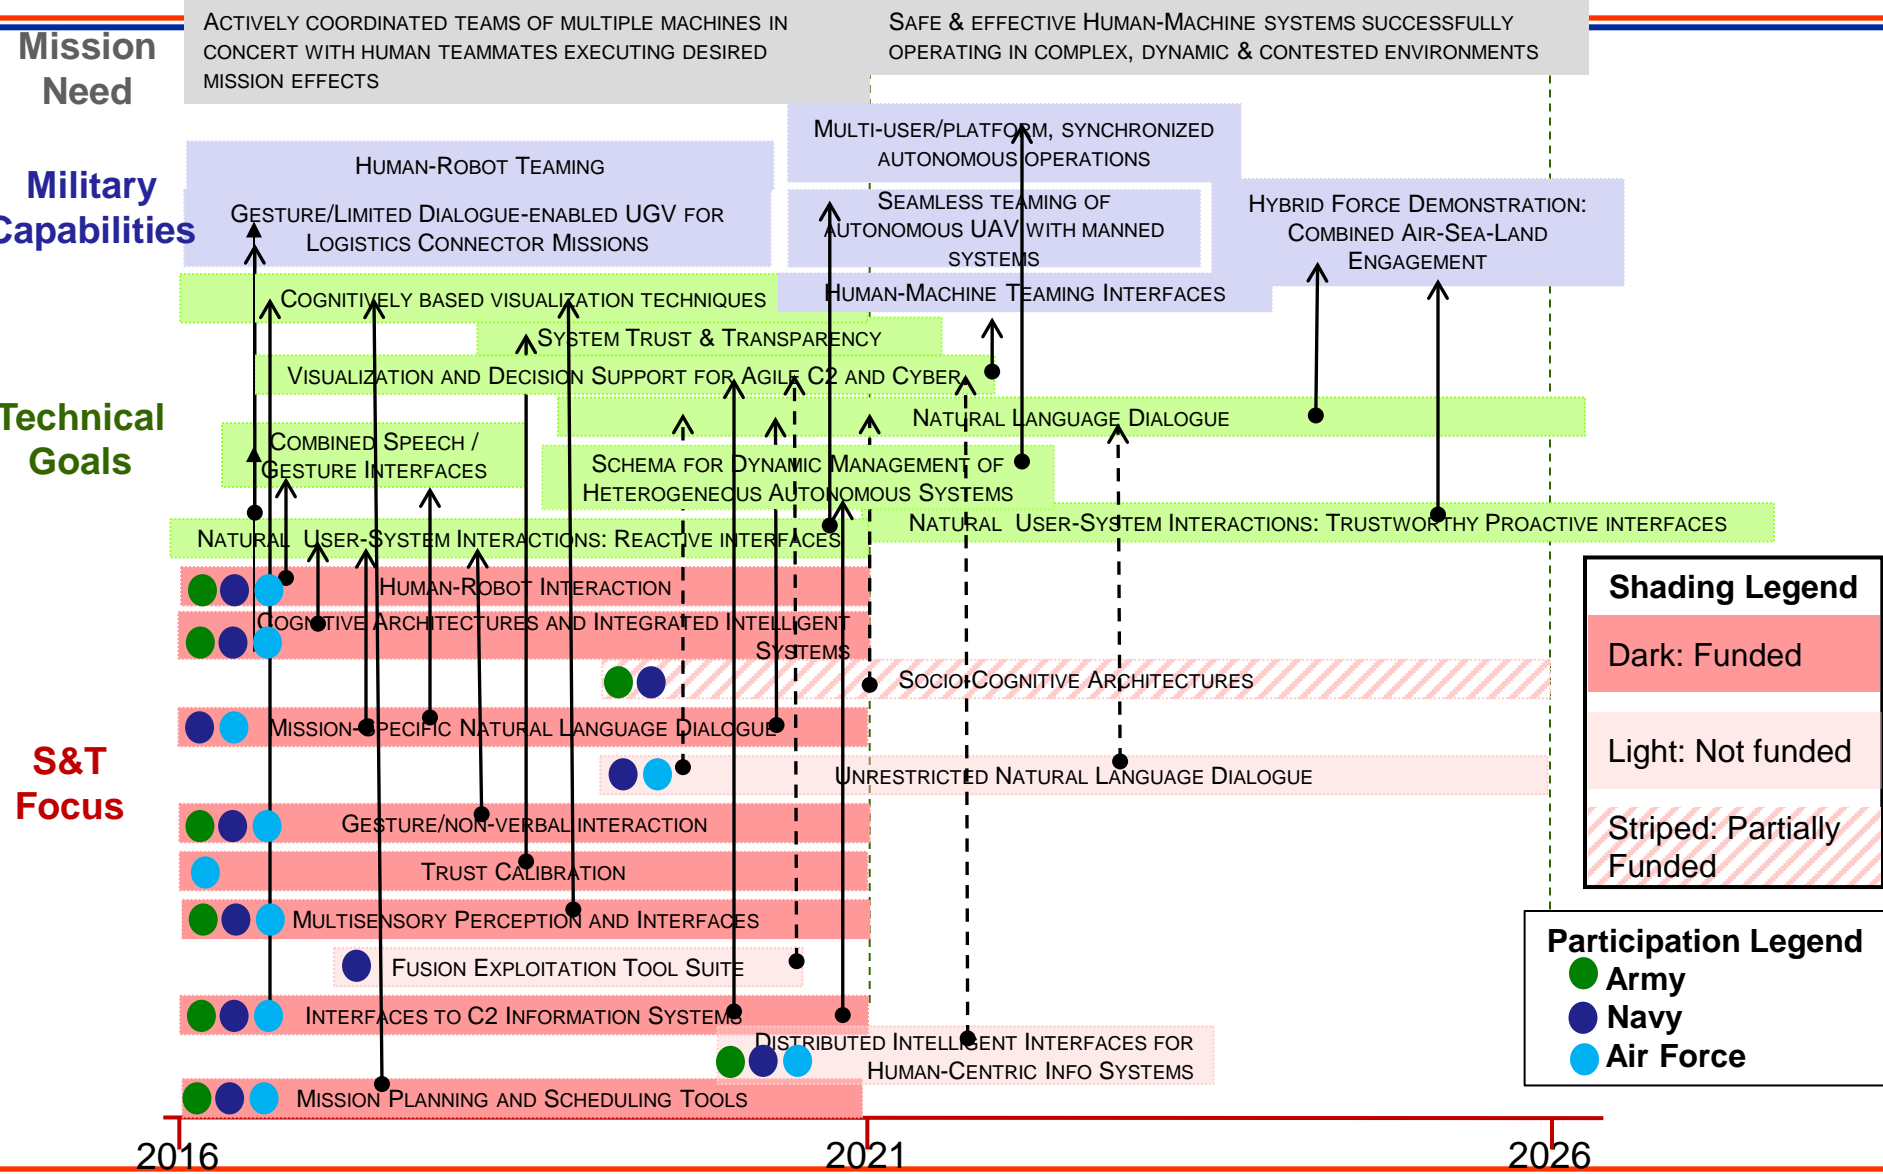 Mission
Need
ACTIVELY COORDINATED TEAMS OF MULTIPLE MACHINES IN
CONCERT WITH HUMAN TEAMMATES EXECUTING DESIRED
MISSION EFFECTS
SAFE & EFFECTIVE HUMAN-MACHINE SYSTEMS SUCCESSFULLY
OPERATING IN COMPLEX, DYNAMIC & CONTESTED ENVIRONMENTS
Military
Capabilities
HUMAN-ROBOT TEAMING
GESTURE/LIMITED DIALOGUE-ENABLED UGV FOR
LOGISTICS CONNECTOR MISSIONS
MULTI-USER/PLATFORM, SYNCHRONIZED
AUTONOMOUS OPERATIONS
SEAMLESS TEAMING OF
AUTONOMOUS UAV WITH MANNED
SYSTEMS
HYBRID FORCE DEMONSTRATION:
COMBINED AIR-SEA-LAND
ENGAGEMENT
HUMAN-MACHINE TEAMING INTERFACES
Technical
Goals
COGNITIVELY BASED VISUALIZATION TECHNIQUES
SYSTEM TRUST & TRANSPARENCY
VISUALIZATION AND DECISION SUPPORT FOR AGILE C2 AND CYBER
NATURAL LANGUAGE DIALOGUE
COMBINED SPEECH /
GESTURE INTERFACES
SCHEMA FOR DYNAMIC MANAGEMENT OF
HETEROGENEOUS AUTONOMOUS SYSTEMS
NATURAL USER-SYSTEM INTERACTIONS: REACTIVE INTERFACES
NATURAL USER-SYSTEM INTERACTIONS: TRUSTWORTHY PROACTIVE INTERFACES
S&T
Focus
HUMAN-ROBOT INTERACTION
COGNITIVE ARCHITECTURES AND INTEGRATED INTELLIGENT
SYSTEMS
SOCIO-COGNITIVE ARCHITECTURES
MISSION-SPECIFIC NATURAL LANGUAGE DIALOGUE
UNRESTRICTED NATURAL LANGUAGE DIALOGUE
GESTURE/NON-VERBAL INTERACTION
TRUST CALIBRATION
MULTISENSORY PERCEPTION AND INTERFACES
FUSION EXPLOITATION TOOL SUITE
INTERFACES TO C2 INFORMATION SYSTEMS
DISTRIBUTED INTELLIGENT INTERFACES FOR
HUMAN-CENTRIC INFO SYSTEMS
MISSION PLANNING AND SCHEDULING TOOLS
Shading Legend
Dark: Funded
Light: Not funded
Striped: Partially
Funded
Participation Legend
Army
Navy
Air Force
2016
2021
2026